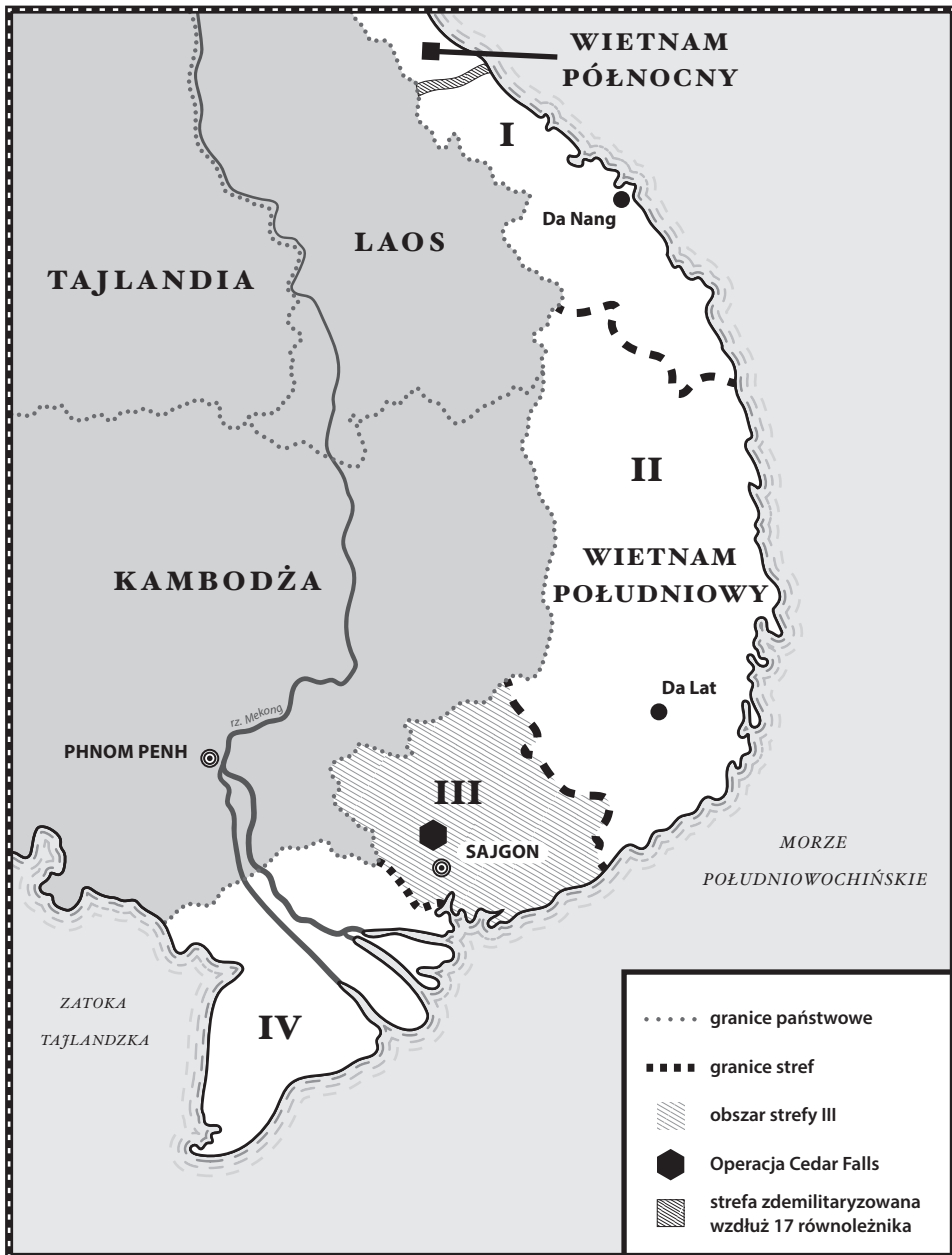 WIETNAM
PÓŁNOCNY
I
Da Nang
LAOS
TAJLANDIA
II
WIETNAM
POŁUDNIOWY
KAMBODŻA
Da Lat
rz. Mekong
PHNOM PENH
III
SAJGON
MORZE
POŁUDNIOWOCHIŃSKIE
ZATOKA
TAJLANDZKA
IV
granice państwowe
granice stref
obszar strefy III
Operacja Cedar Falls
strefa zdemilitaryzowana
wzdłuż 17 równoleżnika